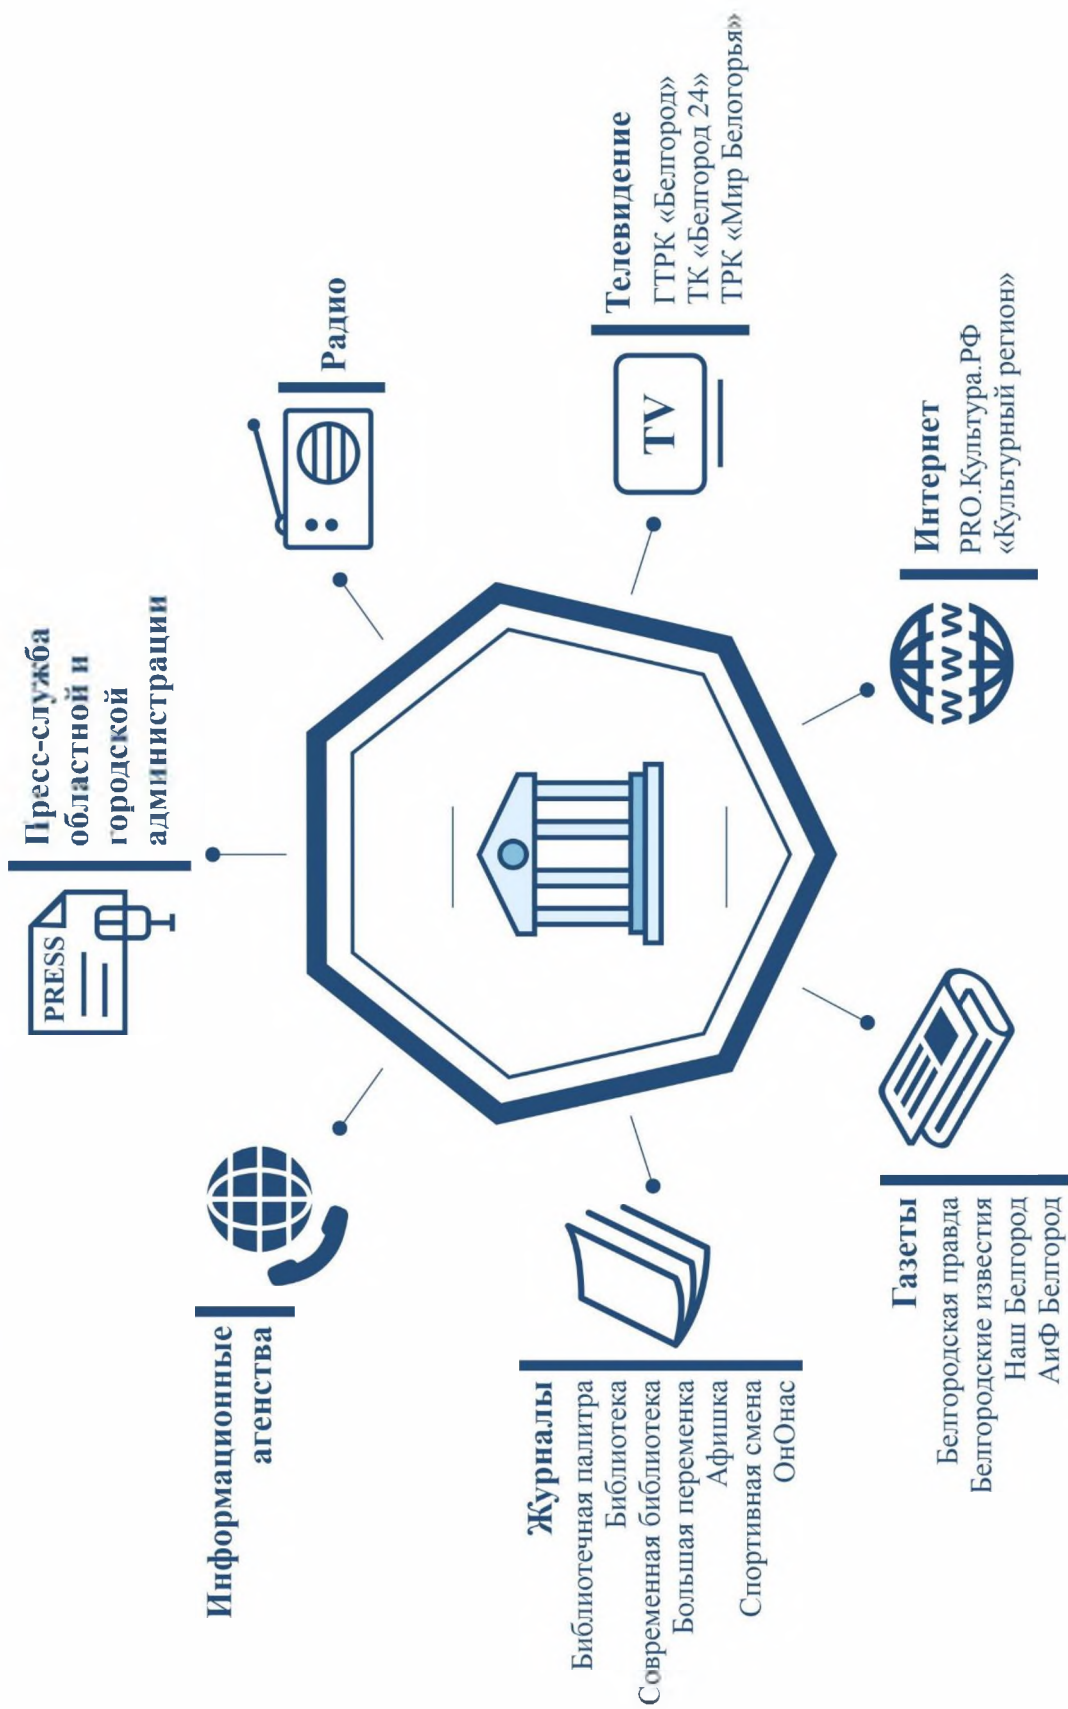 PRESS
Пресс-служба
областной и
городской
администрации
Радио
TV
Телевидение
ГТРК «Белгород»
ТК «Белгород 24»
ТРК «Мир Белогорья»
WWW
WWW
Интернет
PRO.Культура.РФ
«Культурный регион»
Информационные
агенства
Журналы
Библиотечная палитра
Библиотека
Современная библиотека
Большая переменка
Афишка
Спортивная смена
ОнОнас
Газеты
Белгородская правда
Белгородские известия
Наш Белгород
АиФ Белгород